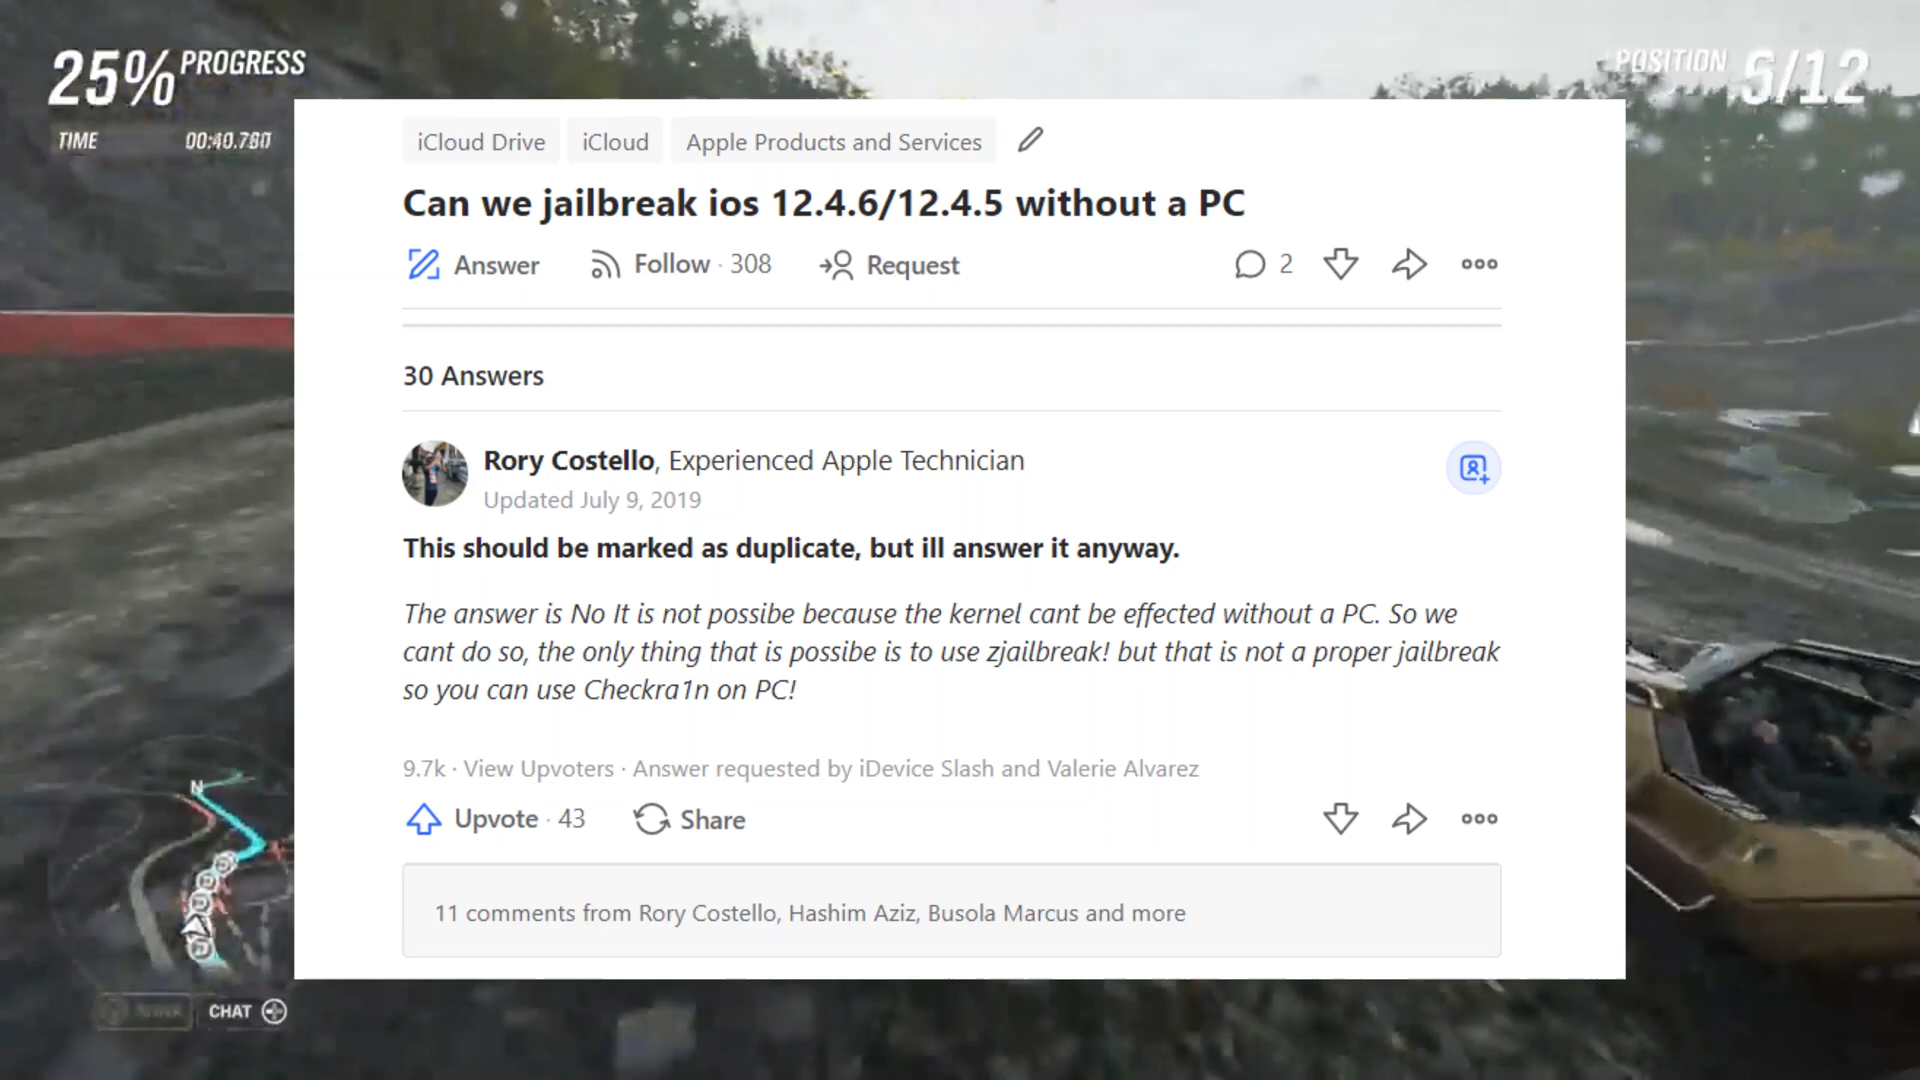 25% PROGRESS
POSITION 5/12
TIME 00:40.780
iCloud Drive iCloud Apple Products and Services
Can we jailbreak ios 12.4.6/12.4.5 without a PC
Answer Follow · 308 Request 2
30 Answers
Rory Costello, Experienced Apple Technician
Updated July 9, 2019
This should be marked as duplicate, but ill answer it anyway.
The answer is No It is not possibe because the kernel cant be effected without a PC. So we
cant do so, the only thing that is possibe is to use zjailbreak! but that is not a proper jailbreak
so you can use Checkra1n on PC!
9.7k · View Upvoters · Answer requested by iDevice Slash and Valerie Alvarez
Upvote · 43 Share
11 comments from Rory Costello, Hashim Aziz, Busola Marcus and more
N
CHAT